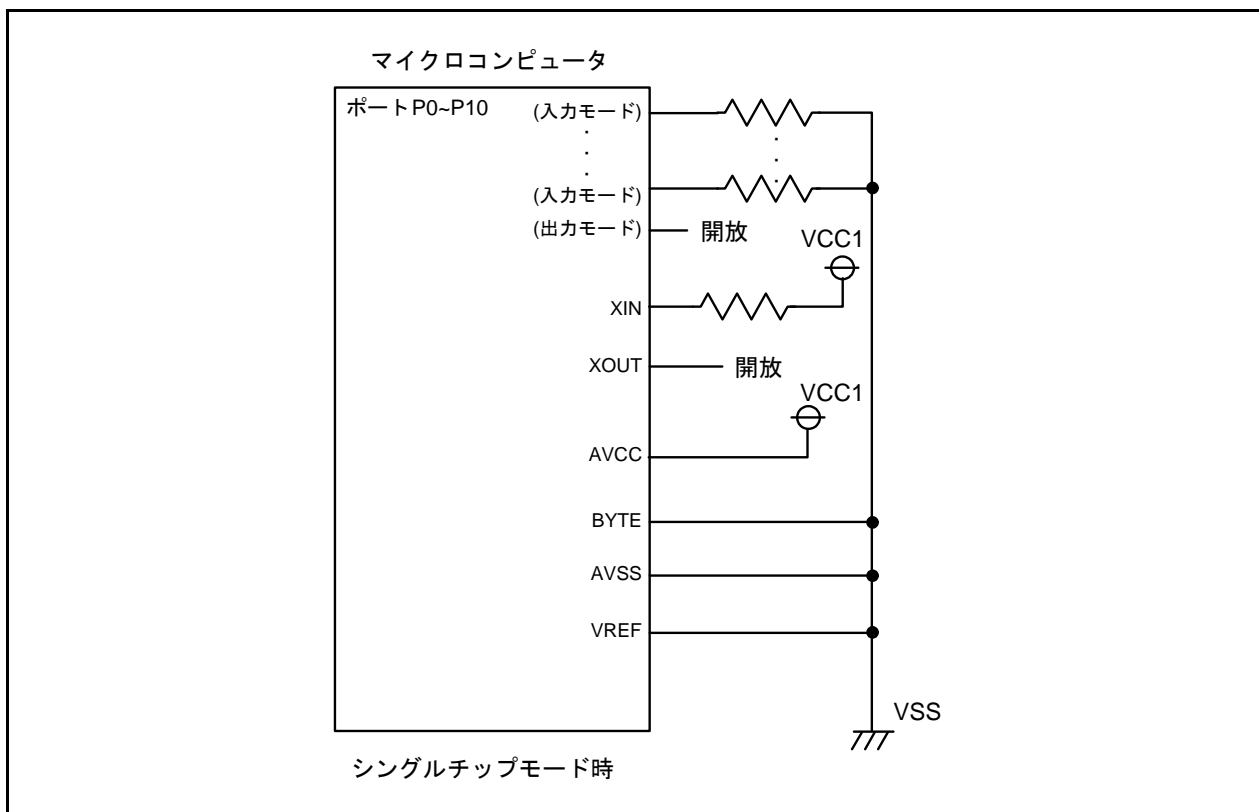 マイクロコンピュータ
ポートP0~P10 (入力モード)
(入力モード)
(出力モード) 開放
VCC1
XIN
XOUT 開放
VCC1
AVCC
BYTE
AVSS
VREF
VSS
シングルチップモード時